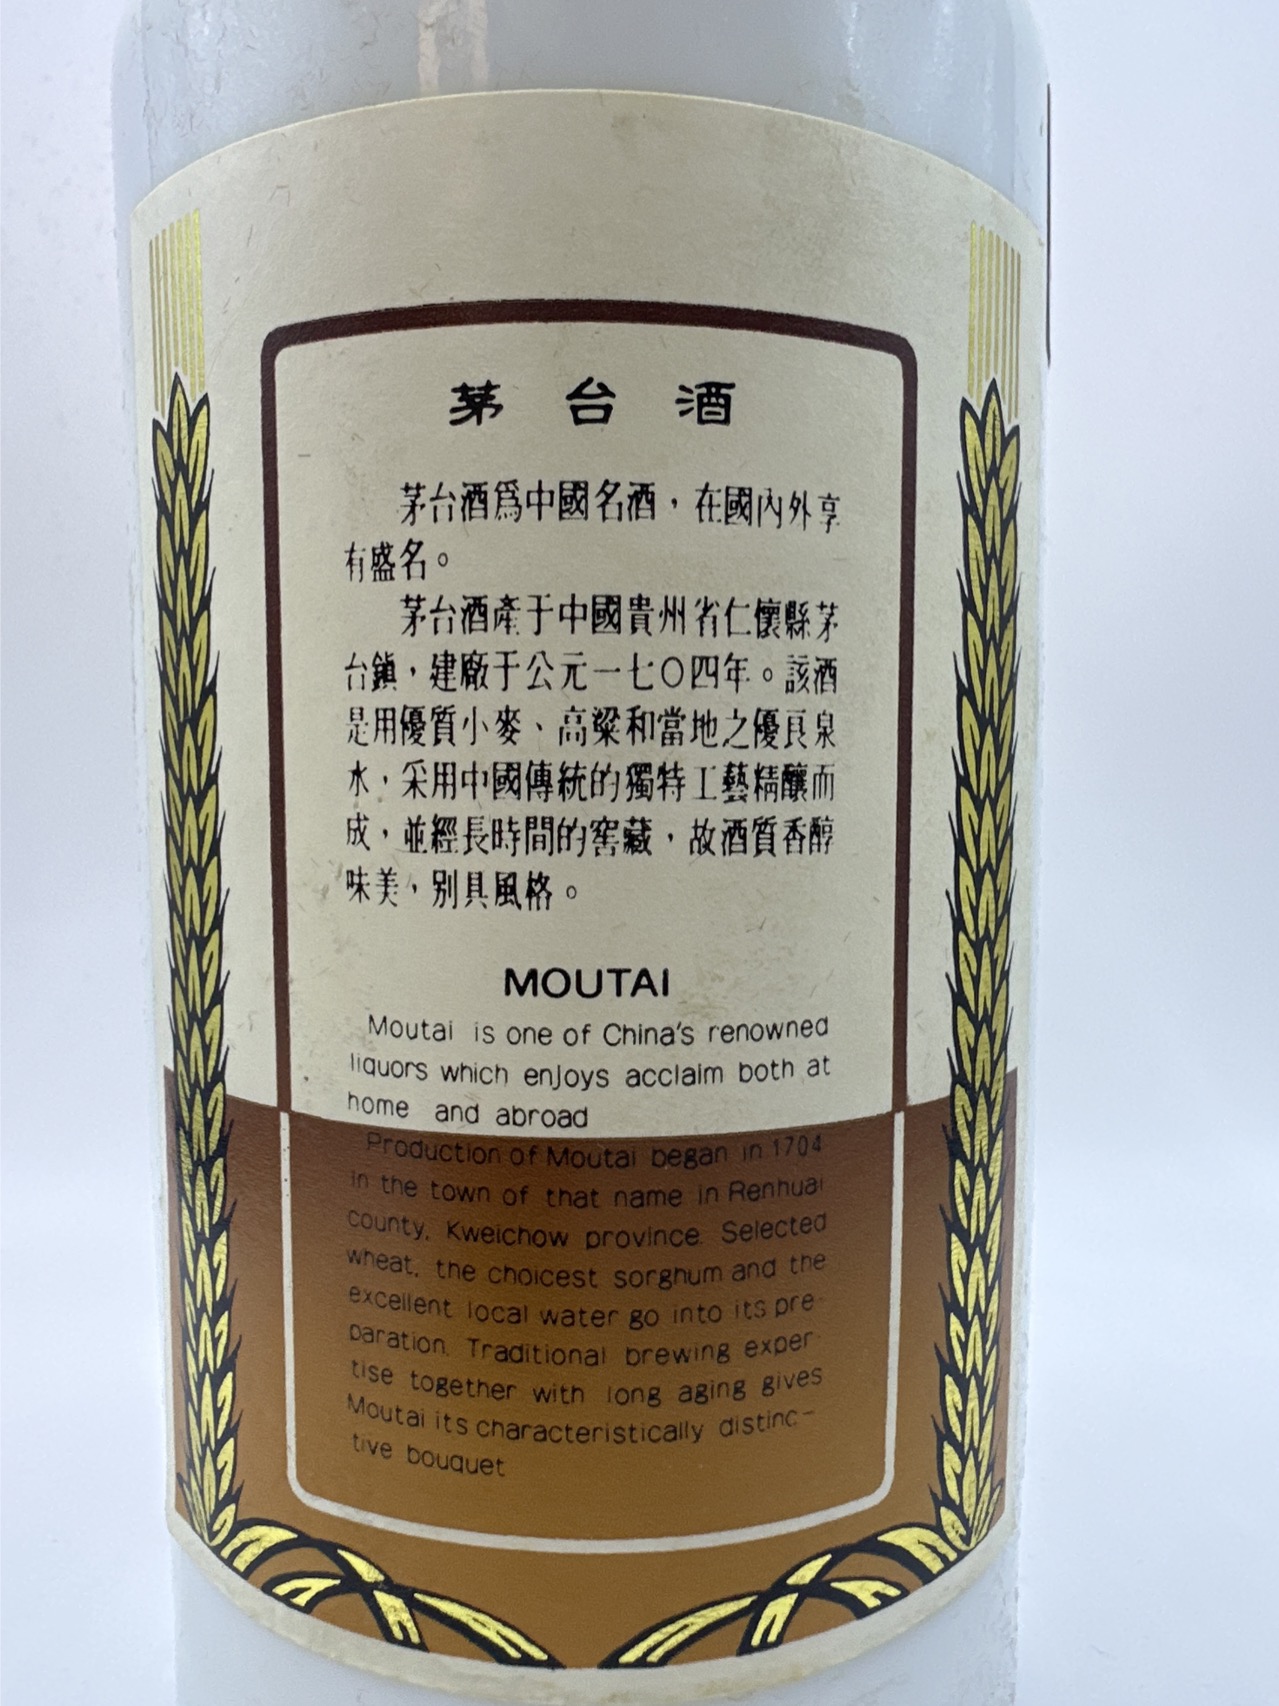 茅台酒
茅台酒爲中國名酒，在國內外享
有盛名。
茅台酒產于中國貴州省仁懷縣茅
台鎮，建廠于公元一七〇四年。該酒
是用優質小麥、高粱和當地之優良泉
水，采用中國傳統的獨特工藝精釀而
成，並經長時間的窖藏，故酒質香醇
味美，別具風格。
MOUTAI
Moutai is one of China's renowned
liquors which enjoys acclaim both at
home and abroad
Production of Moutai began in 1704
in the town of that name in Renhuai
county, Kweichow province. Selected
wheat, the choicest sorghum and the
excellent local water go into its pre-
paration. Traditional brewing exper-
tise together with long aging gives
Moutai its characteristically distinc-
tive bouquet